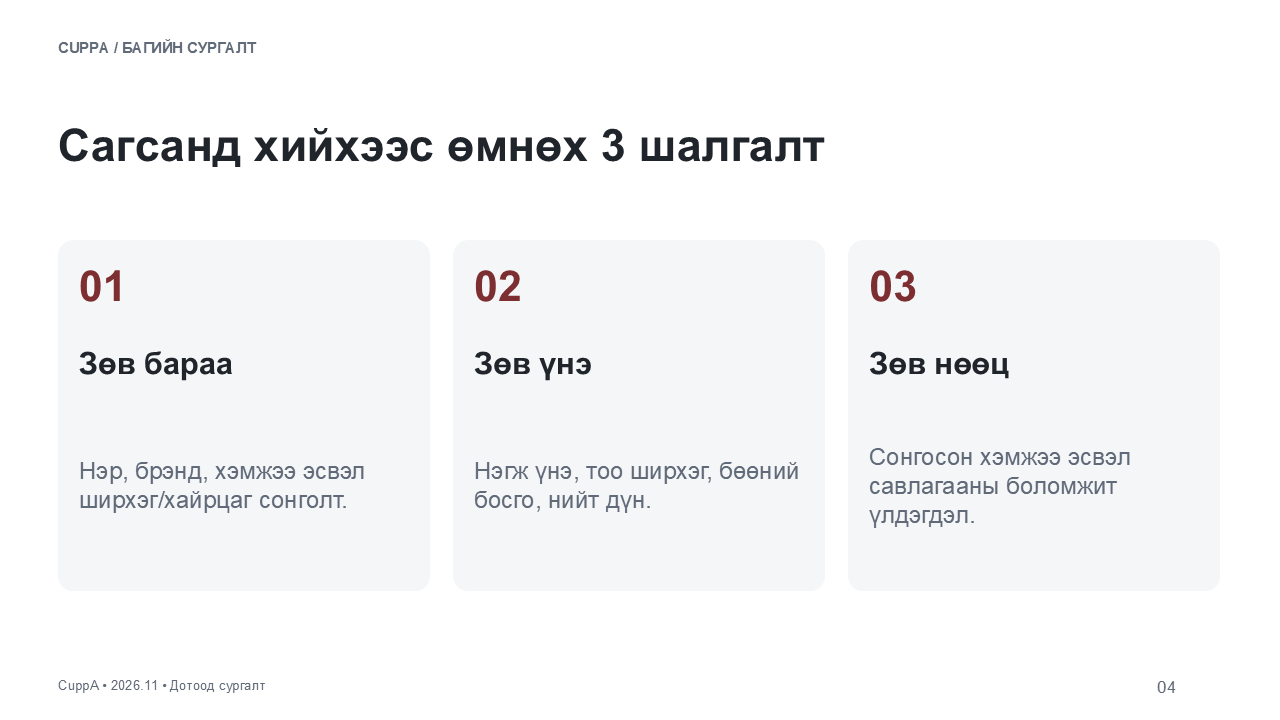 CUPPA / БАГИЙН СУРГАЛТ
Сагсанд хийхээс өмнөх 3 шалгалт
01
Зөв бараа
Нэр, брэнд, хэмжээ эсвэл
ширхэг/хайрцаг сонголт.
02
Зөв үнэ
Нэгж үнэ, тоо ширхэг, бөөний
босго, нийт дүн.
03
Зөв нөөц
Сонгосон хэмжээ эсвэл
савлагааны боломжит
үлдэгдэл.
CuppA • 2026.11 • Дотоод сургалт
04